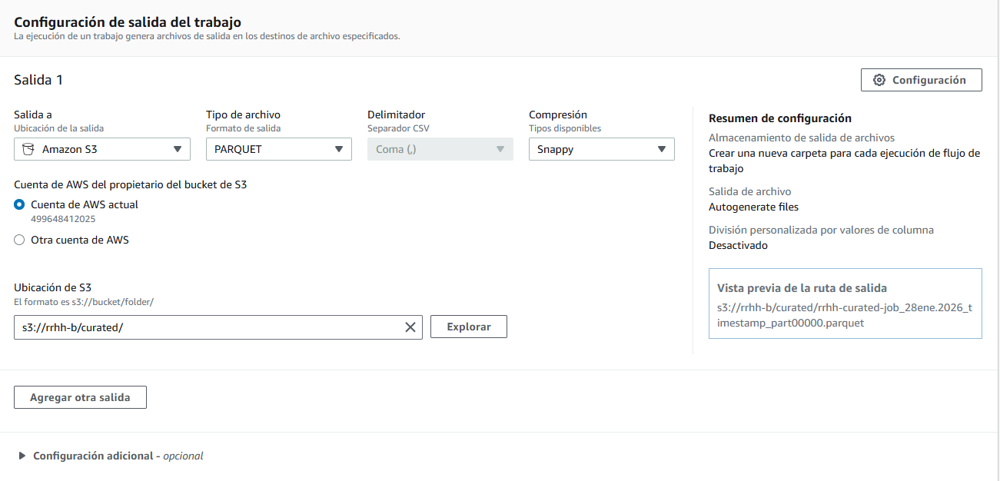 Configuración de salida del trabajo
La ejecución de un trabajo genera archivos de salida en los destinos de archivo especificados.
Salida 1
Configuración
Salida a
Ubicación de la salida
Amazon S3
Tipo de archivo
Formato de salida
PARQUET
Delimitador
Separador CSV
Coma (,)
Compresión
Tipos disponibles
Snappy
Cuenta de AWS del propietario del bucket de S3
Cuenta de AWS actual
499648412025
Otra cuenta de AWS
Ubicación de S3
El formato es s3://bucket/folder/
s3://rrhh-b/curated/
Explorar
Resumen de configuración
Almacenamiento de salida de archivos
Crear una nueva carpeta para cada ejecución de flujo de
trabajo
Salida de archivo
Autogenerate files
División personalizada por valores de columna
Desactivado
Vista previa de la ruta de salida
s3://rrhh-b/curated/rrhh-curated-job_28ene.2026_t
imestamp_part00000.parquet
Agregar otra salida
Configuración adicional - opcional